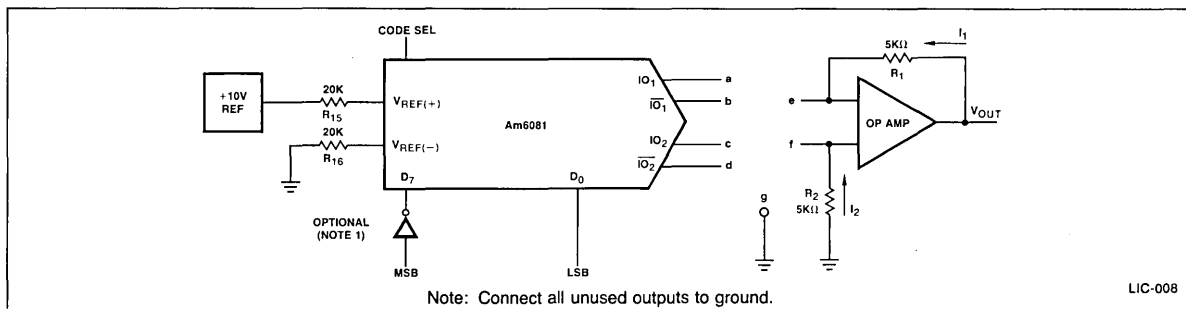 CODE SEL
+10V
REF
20K
R15
VREF(+)
20K
R16
VREF(−)
Am6081
D7
D0
IO1
IO1
IO2
IO2
a
b
c
d
OPTIONAL
(NOTE 1)
MSB
LSB
5KΩ
R1
I1
e
f
OP AMP
VOUT
R2
5KΩ
I2
g
Note: Connect all unused outputs to ground.
LIC-008